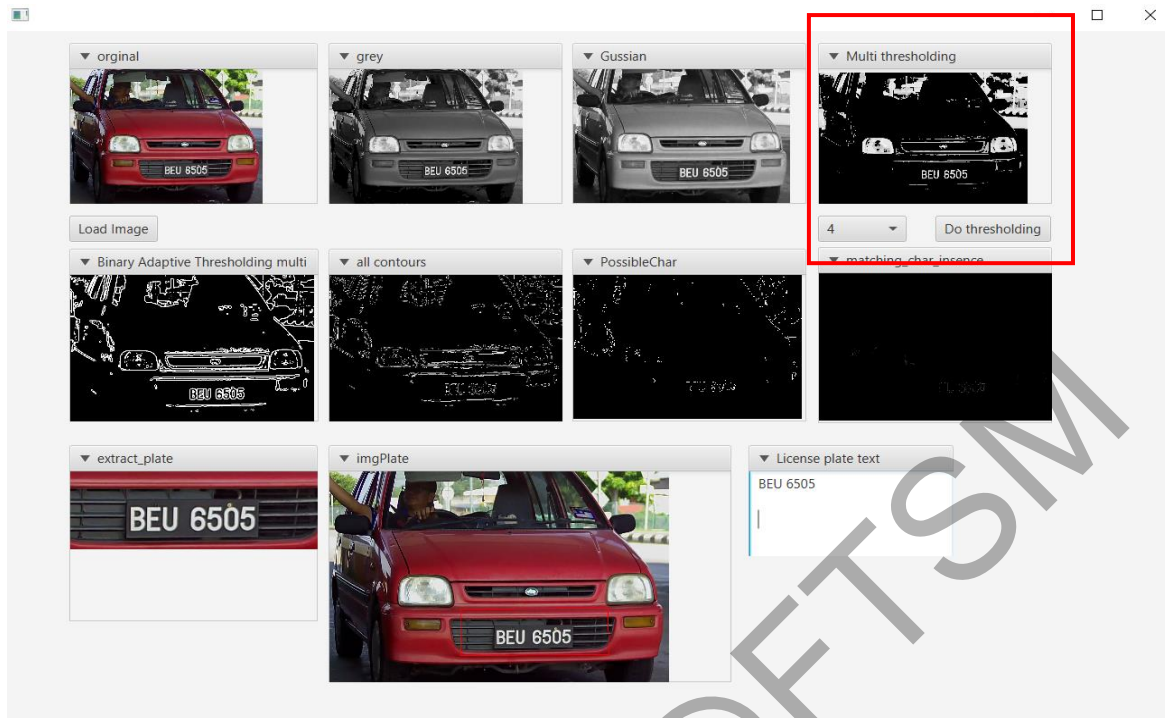 orginal
grey
Gussian
Multi thresholding
BEU 6505
BEU 6505
BEU 6505
BEU 6505
Load Image
4
Do thresholding
Binary Adaptive Thresholding multi
all contours
PossibleChar
matching_char_insence
BEU 6505
extract_plate
imgPlate
License plate text
BEU 6505
BEU 6505
BEU 6505
FTSM